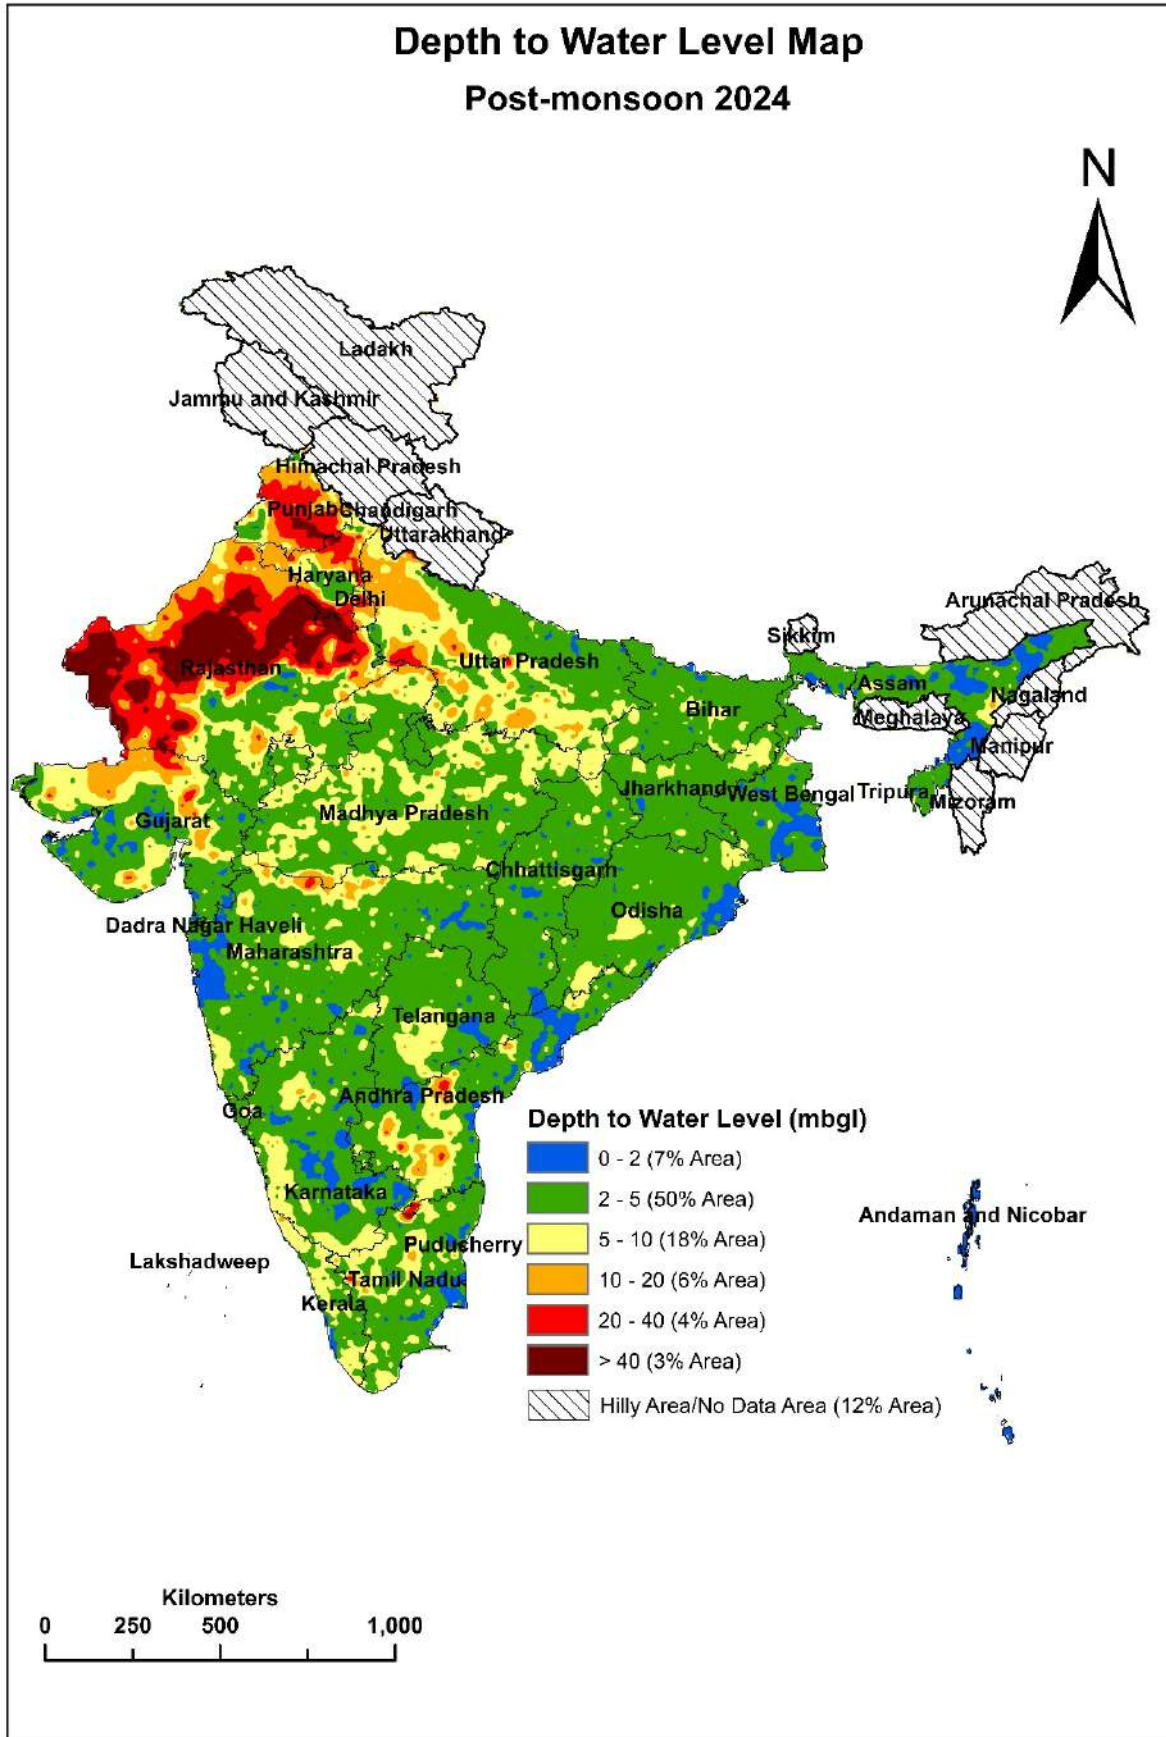 Depth to Water Level Map
Post-monsoon 2024
N
Ladakh
Jammu and Kashmir
Himachal Pradesh
Punjab
Chandigarh
Uttarakhand
Haryana
Delhi
Arunachal Pradesh
Sikkim
Rajasthan
Uttar Pradesh
Assam
Nagaland
Bihar
Meghalaya
Manipur
Jharkhand
West Bengal
Tripura
Mizoram
Gujarat
Madhya Pradesh
Chhattisgarh
Odisha
Dadra Nagar Haveli
Maharashtra
Telangana
Andhra Pradesh
Goa
Karnataka
Puducherry
Lakshadweep
Tamil Nadu
Kerala
Andaman and Nicobar
Depth to Water Level (mbgl)
0 - 2 (7% Area)
2 - 5 (50% Area)
5 - 10 (18% Area)
10 - 20 (6% Area)
20 - 40 (4% Area)
> 40 (3% Area)
Hilly Area/No Data Area (12% Area)
Kilometers
0 250 500 1,000